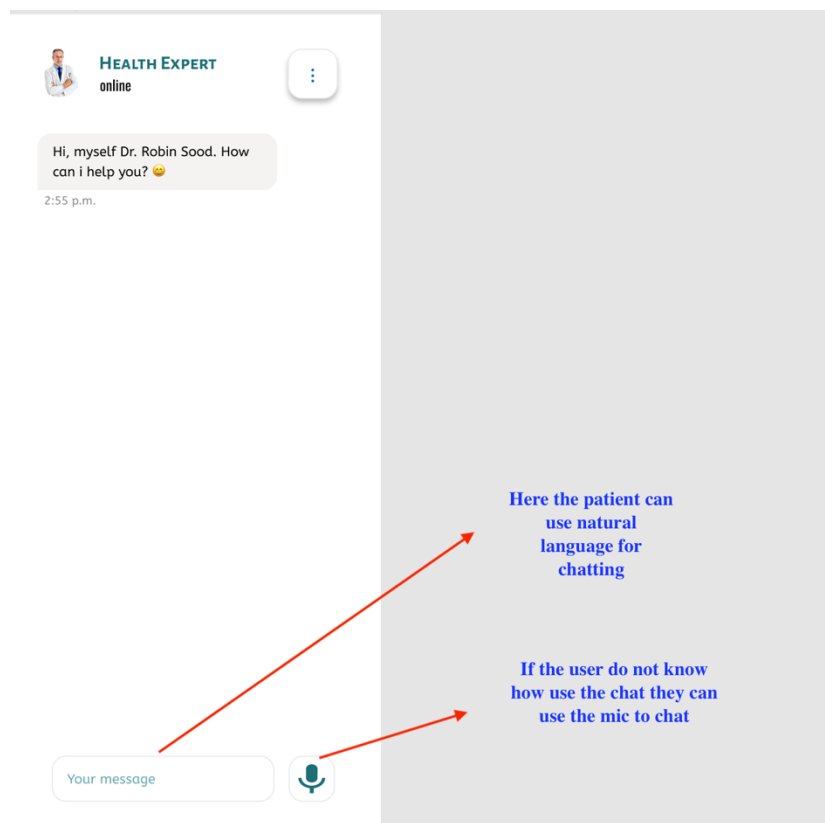 HEALTH EXPERT
online
Hi, myself Dr. Robin Sood. How
can i help you? 😀
2:55 p.m.
Here the patient can
use natural
language for
chatting
If the user do not know
how use the chat they can
use the mic to chat
Your message